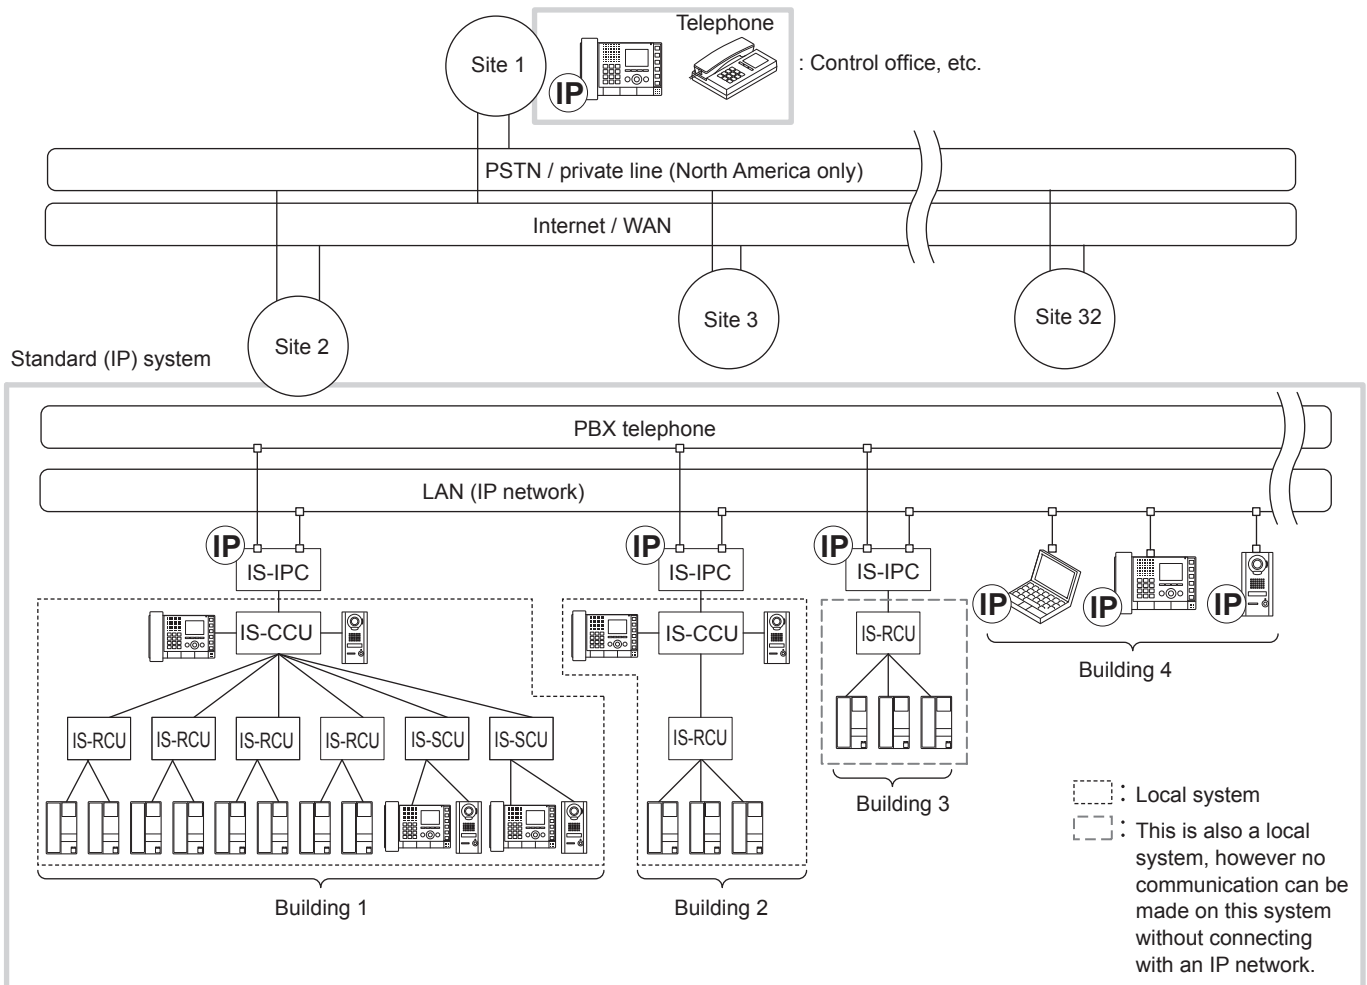 Telephone
Site 1
IP
: Control office, etc.
PSTN / private line (North America only)
Internet / WAN
Site 2
Site 3
Site 32
Standard (IP) system
PBX telephone
LAN (IP network)
IP
IP
IP
IS-IPC
IS-IPC
IS-IPC
IP
IP
IP
IS-CCU
IS-CCU
IS-RCU
Building 4
IS-RCU
IS-RCU
IS-RCU
IS-RCU
IS-SCU
IS-SCU
IS-RCU
Building 3
Building 1
Building 2
: Local system
: This is also a local
system, however no
communication can be
made on this system
without connecting
with an IP network.